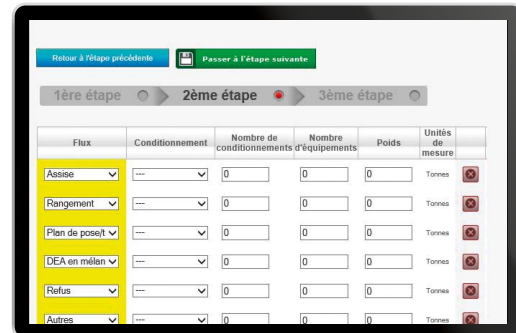 Retour à l'étape précédente Passer à l'étape suivante
1ère étape 2ème étape 3ème étape
Flux Conditionnement Nombre de conditionnements Nombre d'équipements Poids Unités de mesure
Assise --- 0 0 0 Tonnes
Rangement --- 0 0 0 Tonnes
Plan de pose/t --- 0 0 0 Tonnes
DEA en mélan --- 0 0 0 Tonnes
Refus --- 0 0 0 Tonnes
Autres --- 0 0 0 Tonnes